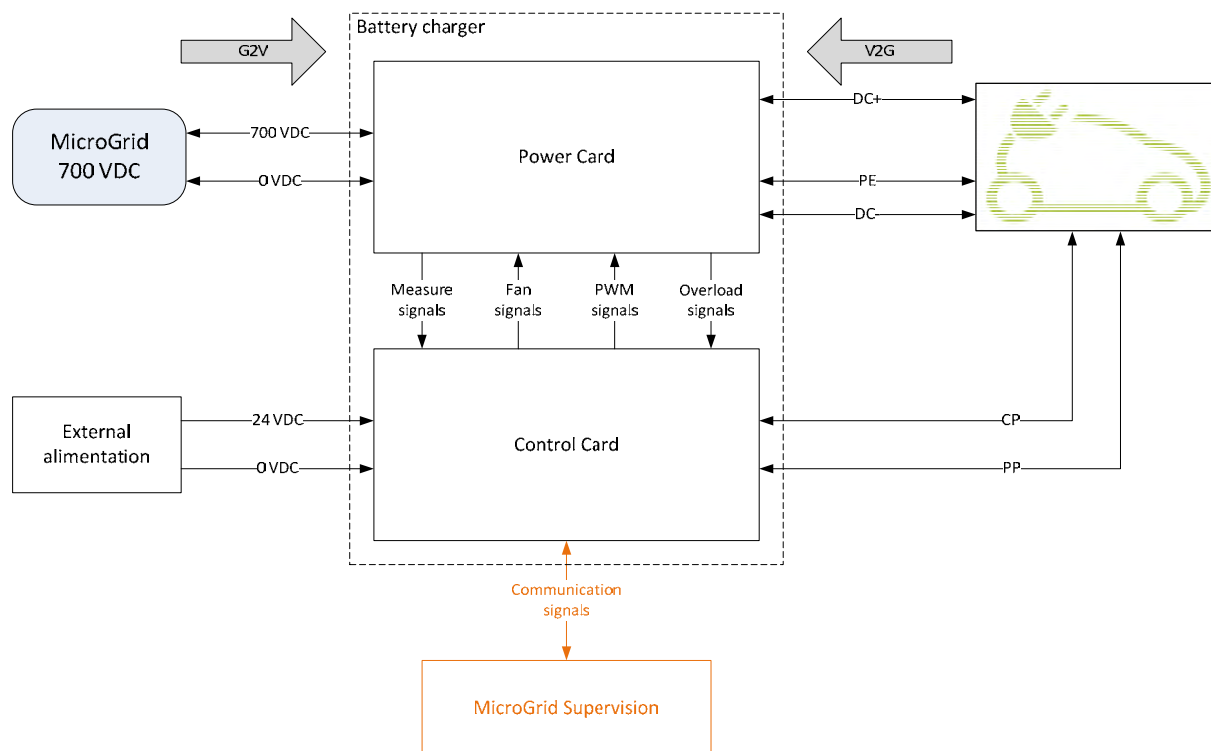 Battery charger
G2V
V2G
MicroGrid
700 VDC
700 VDC
0 VDC
Power Card
DC+
PE
DC-
Measure
signals
Fan
signals
PWM
signals
Overload
signals
External
alimentation
24 VDC
0 VDC
Control Card
CP
PP
Communication
signals
MicroGrid Supervision